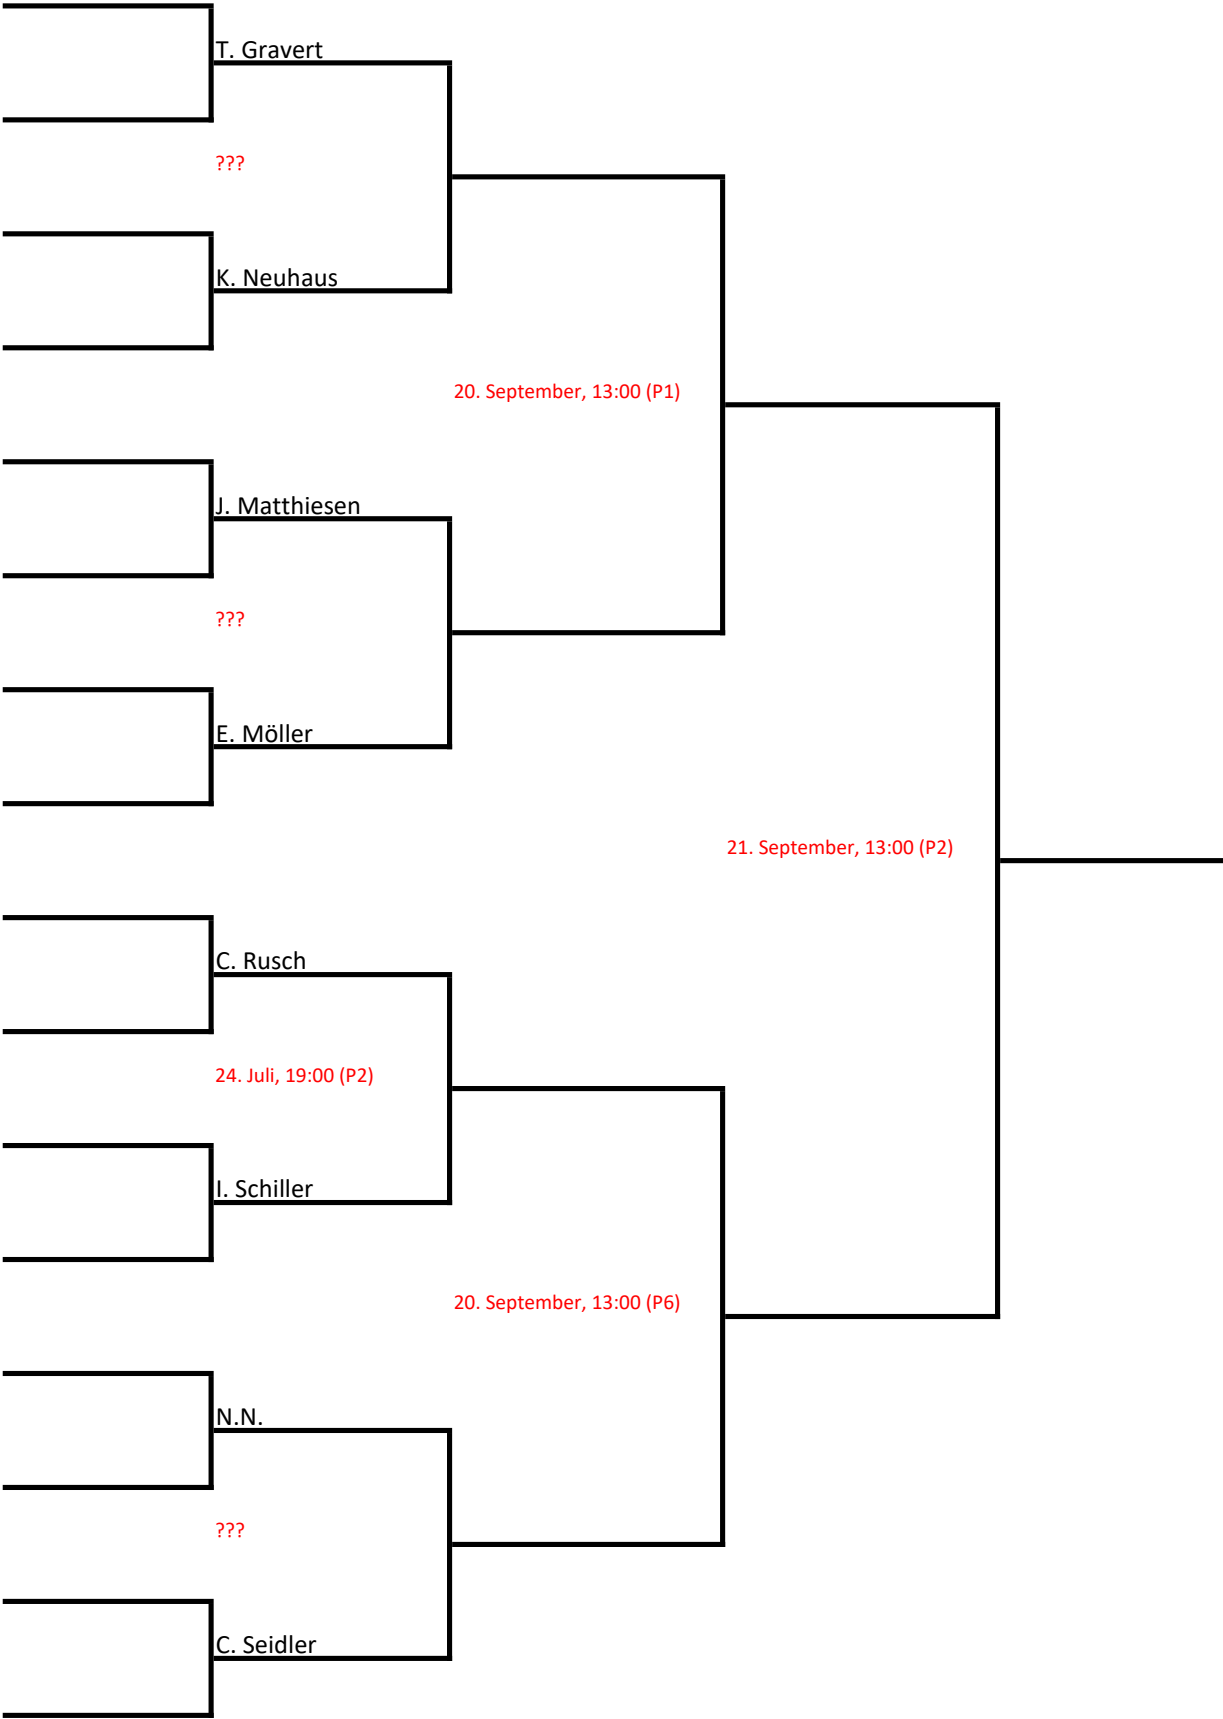 T. Gravert
???
K. Neuhaus
20. September, 13:00 (P1)
J. Matthiesen
???
E. Möller
21. September, 13:00 (P2)
C. Rusch
24. Juli, 19:00 (P2)
I. Schiller
20. September, 13:00 (P6)
N.N.
???
C. Seidler